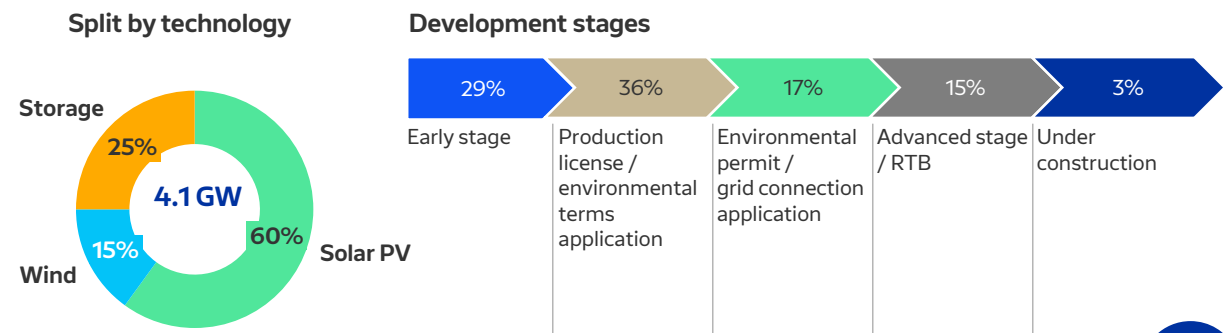 Split by technology
Development stages
Storage
25%
4.1 GW
15%
60%
Wind
Solar PV
29%
36%
17%
15%
3%
Early stage
Production
license /
environmental
terms
application
Environmental
permit /
grid connection
application
Advanced stage
/ RTB
Under
construction